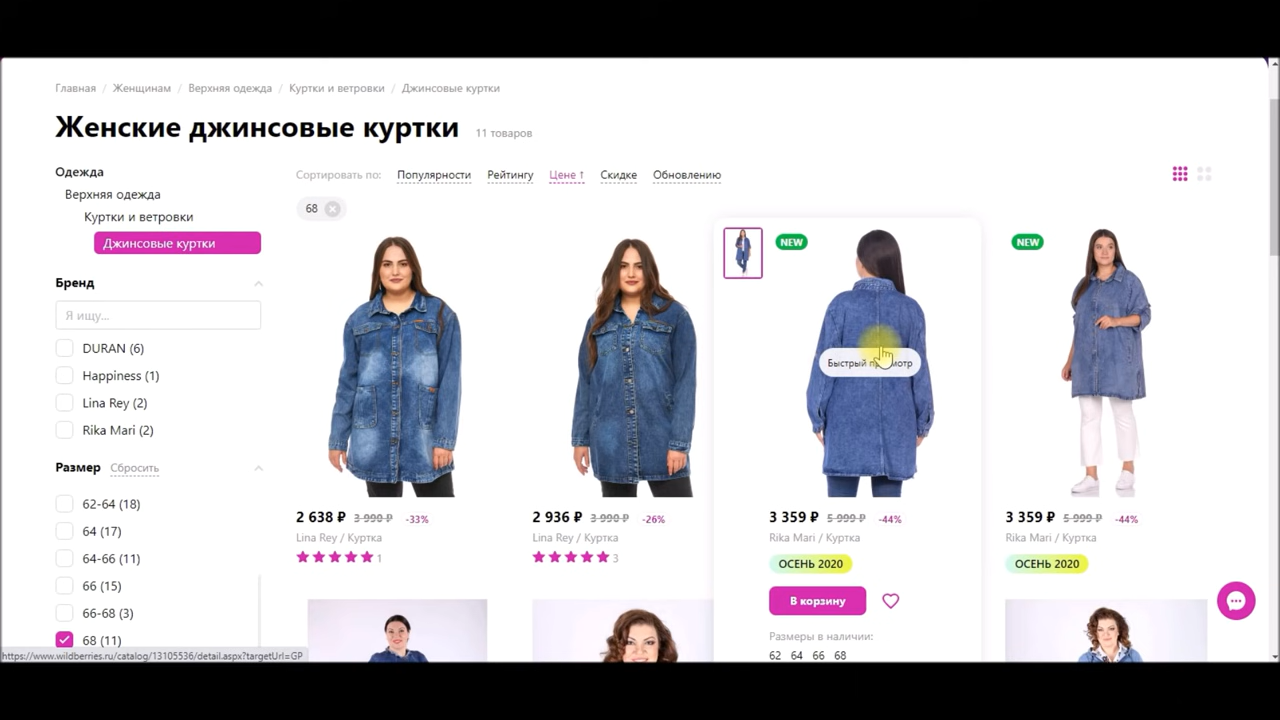 Главная / Женщинам / Верхняя одежда / Куртки и ветровки / Джинсовые куртки
Женские джинсовые куртки 11 товаров
Одежда
Верхняя одежда
Куртки и ветровки
Джинсовые куртки
Сортировать по: Популярности Рейтингу Цене ↑ Скидке Обновлению
68
Бренд
Я ищу...
DURAN (6)
Happiness (1)
Lina Rey (2)
Rika Mari (2)
Размер Сбросить
62-64 (18)
64 (17)
64-66 (11)
66 (15)
66-68 (3)
68 (11)
NEW
NEW
Быстрый просмотр
2 638 ₽ 3 990 ₽ -33%
Lina Rey / Куртка
1
2 936 ₽ 3 990 ₽ -26%
Lina Rey / Куртка
3
3 359 ₽ 5 999 ₽ -44%
Rika Mari / Куртка
ОСЕНЬ 2020
В корзину
Размеры в наличии:
62 64 66 68
3 359 ₽ 5 999 ₽ -44%
Rika Mari / Куртка
ОСЕНЬ 2020
https://www.wildberries.ru/catalog/13105536/detail.aspx?targetUrl=GP